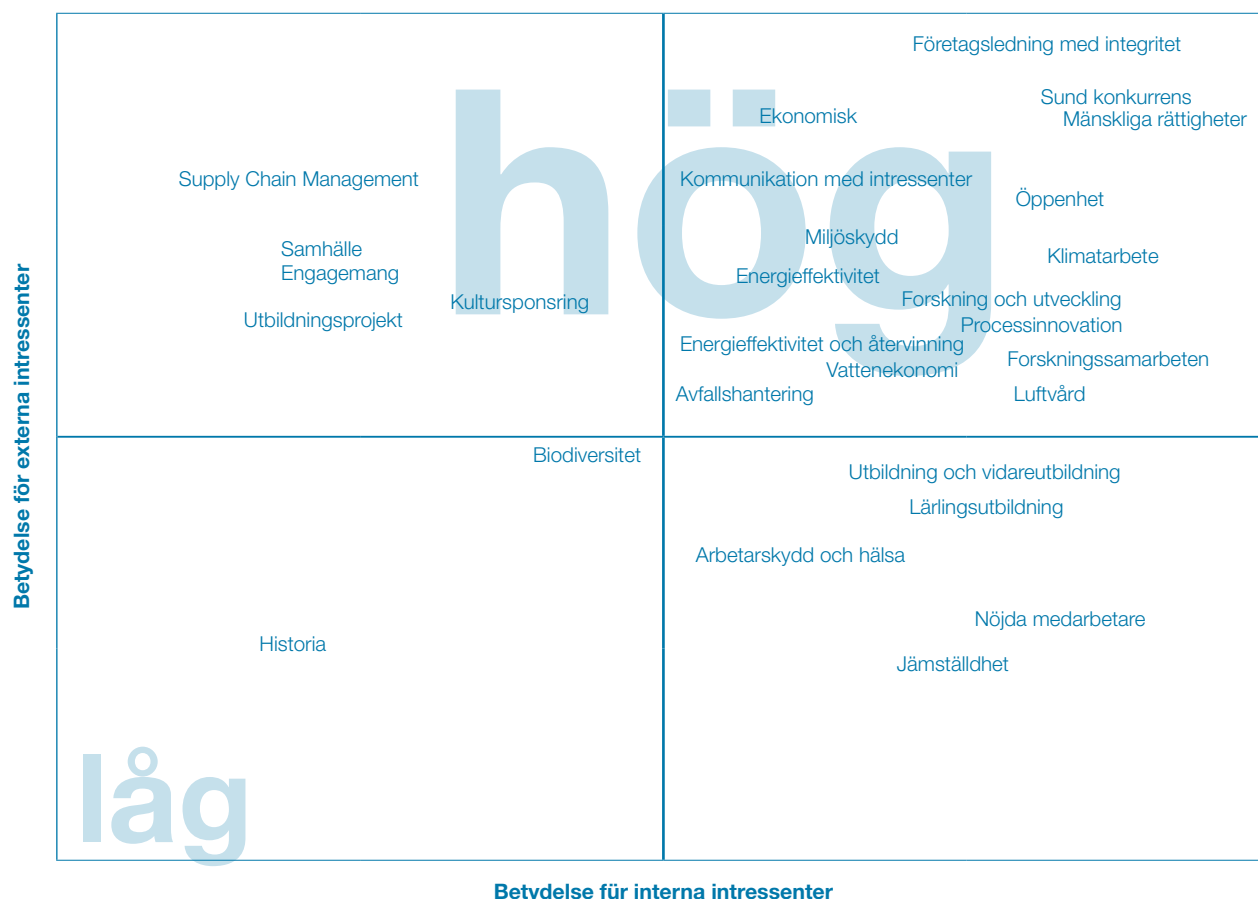 Företagsledning med integritet
Sund konkurrens
Ekonomisk
Mänskliga rättigheter
hög
Supply Chain Management
Kommunikation med intressenter
Öppenhet
Miljöskydd
Samhälle
Engagemang
Klimatarbete
Energieffektivitet
Kultursponsring
Forskning och utveckling
Utbildningsprojekt
Processinnovation
Energieffektivitet och återvinning
Forskningssamarbeten
Vattenekonomi
Avfallshantering
Luftvård
Biodiversitet
Utbildning och vidareutbildning
Lärlingsutbildning
Arbetarskydd och hälsa
Nöjda medarbetare
Historia
Jämställdhet
låg
Betydelse för externa intressenter
Betydelse für interna intressenter